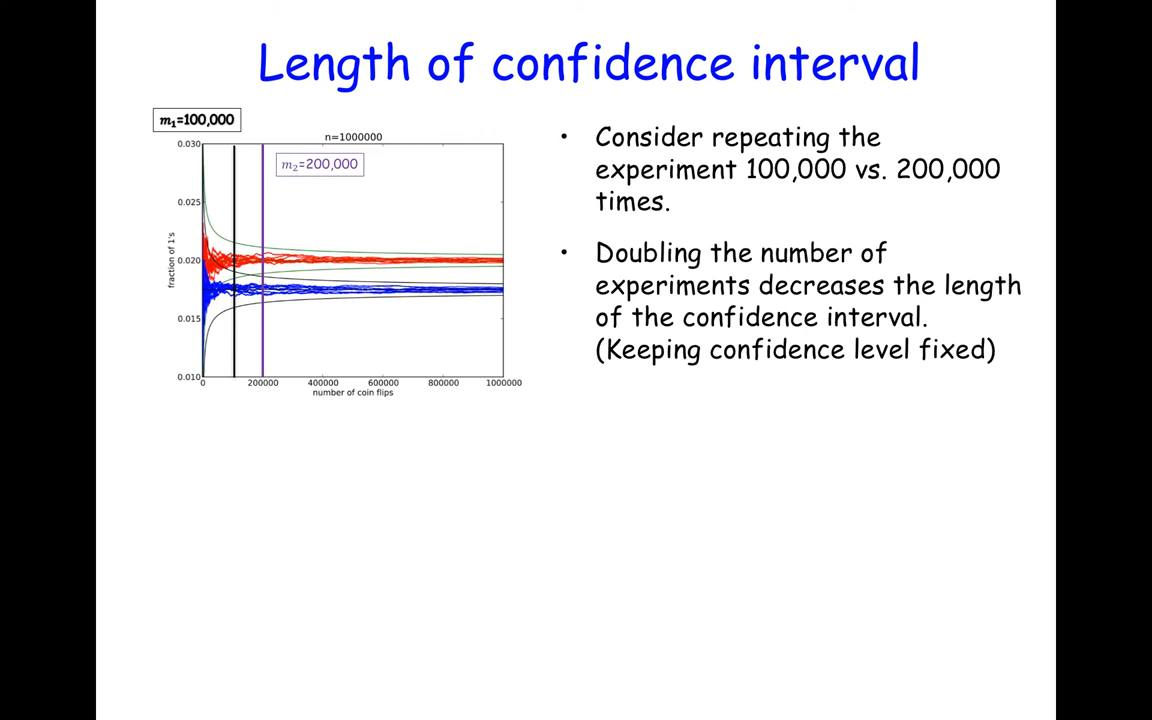 Length of confidence interval
m₁=100,000
n=1000000
m₂=200,000
0.030
0.025
0.020
0.015
0.010
fraction of 1's
0
200000
400000
600000
800000
1000000
number of coin flips
• Consider repeating the
experiment 100,000 vs. 200,000
times.
• Doubling the number of
experiments decreases the length
of the confidence interval.
(Keeping confidence level fixed)